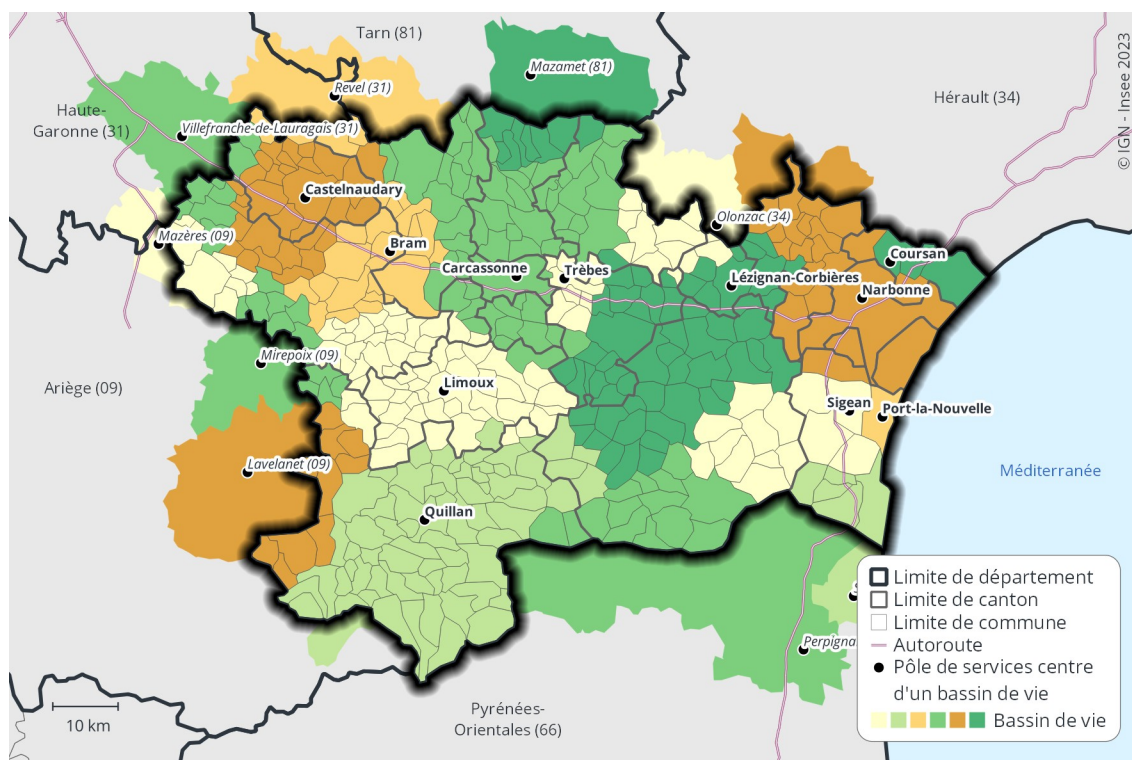 Tarn (81)
Mazamet (81)
Revel (31)
Hérault (34)
© IGN - Insee 2023
Haute-
Garonne (31)
Villefranche-de-Lauragais (31)
Castelnaudary
Olonzac (34)
Mazères (09)
Bram
Coursan
Carcassonne
Trèbes
Lézignan-Corbières
Narbonne
Mirepoix (09)
Ariège (09)
Limoux
Sigean
Port-la-Nouvelle
Lavelanet (09)
Méditerranée
Quillan
Limite de département
Limite de canton
Limite de commune
Autoroute
Pôle de services centre
d'un bassin de vie
Bassin de vie
10 km
Pyrénées-
Orientales (66)